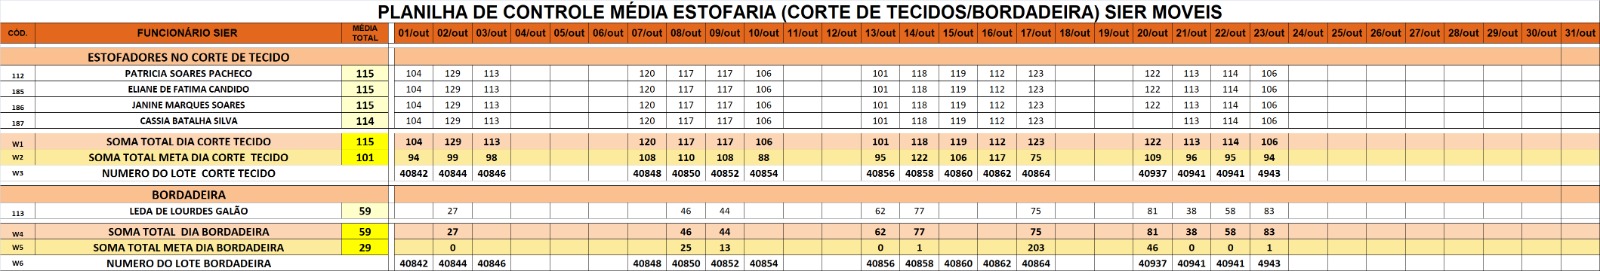 PLANILHA DE CONTROLE MÉDIA ESTOFARIA (CORTE DE TECIDOS/BORDADEIRA) SIER MOVEIS
CÓD. FUNCIONÁRIO SIER MÉDIA TOTAL 01/out 02/out 03/out 04/out 05/out 06/out 07/out 08/out 09/out 10/out 11/out 12/out 13/out 14/out 15/out 16/out 17/out 18/out 19/out 20/out 21/out 22/out 23/out 24/out 25/out 26/out 27/out 28/out 29/out 30/out 31/out
ESTOFADORES NO CORTE DE TECIDO
112 PATRICIA SOARES PACHECO 115 104 129 113 120 117 117 106 101 118 119 112 123 122 113 114 106
185 ELIANE DE FATIMA CANDIDO 115 104 129 113 120 117 117 106 101 118 119 112 123 122 113 114 106
186 JANINE MARQUES SOARES 115 104 129 113 120 117 117 106 101 118 119 112 123 122 113 114 106
187 CASSIA BATALHA SILVA 114 104 129 113 120 117 117 106 101 118 119 112 123 113 114 106
W1 SOMA TOTAL DIA CORTE TECIDO 115 104 129 113 120 117 117 106 101 118 119 112 123 122 113 114 106
W2 SOMA TOTAL META DIA CORTE TECIDO 101 94 99 98 108 110 108 88 95 122 106 117 75 109 96 95 94
W3 NUMERO DO LOTE CORTE TECIDO 40842 40844 40846 40848 40850 40852 40854 40856 40858 40860 40862 40864 40937 40941 40941 4943
BORDADEIRA
113 LEDA DE LOURDES GALÃO 59 27 46 44 62 77 75 81 38 58 83
W4 SOMA TOTAL DIA BORDADEIRA 59 27 46 44 62 77 75 81 38 58 83
W5 SOMA TOTAL META DIA BORDADEIRA 29 0 25 13 0 1 203 46 0 0 1
W6 NUMERO DO LOTE BORDADEIRA 40842 40844 40846 40848 40850 40852 40854 40856 40858 40860 40862 40864 40937 40941 40941 4943